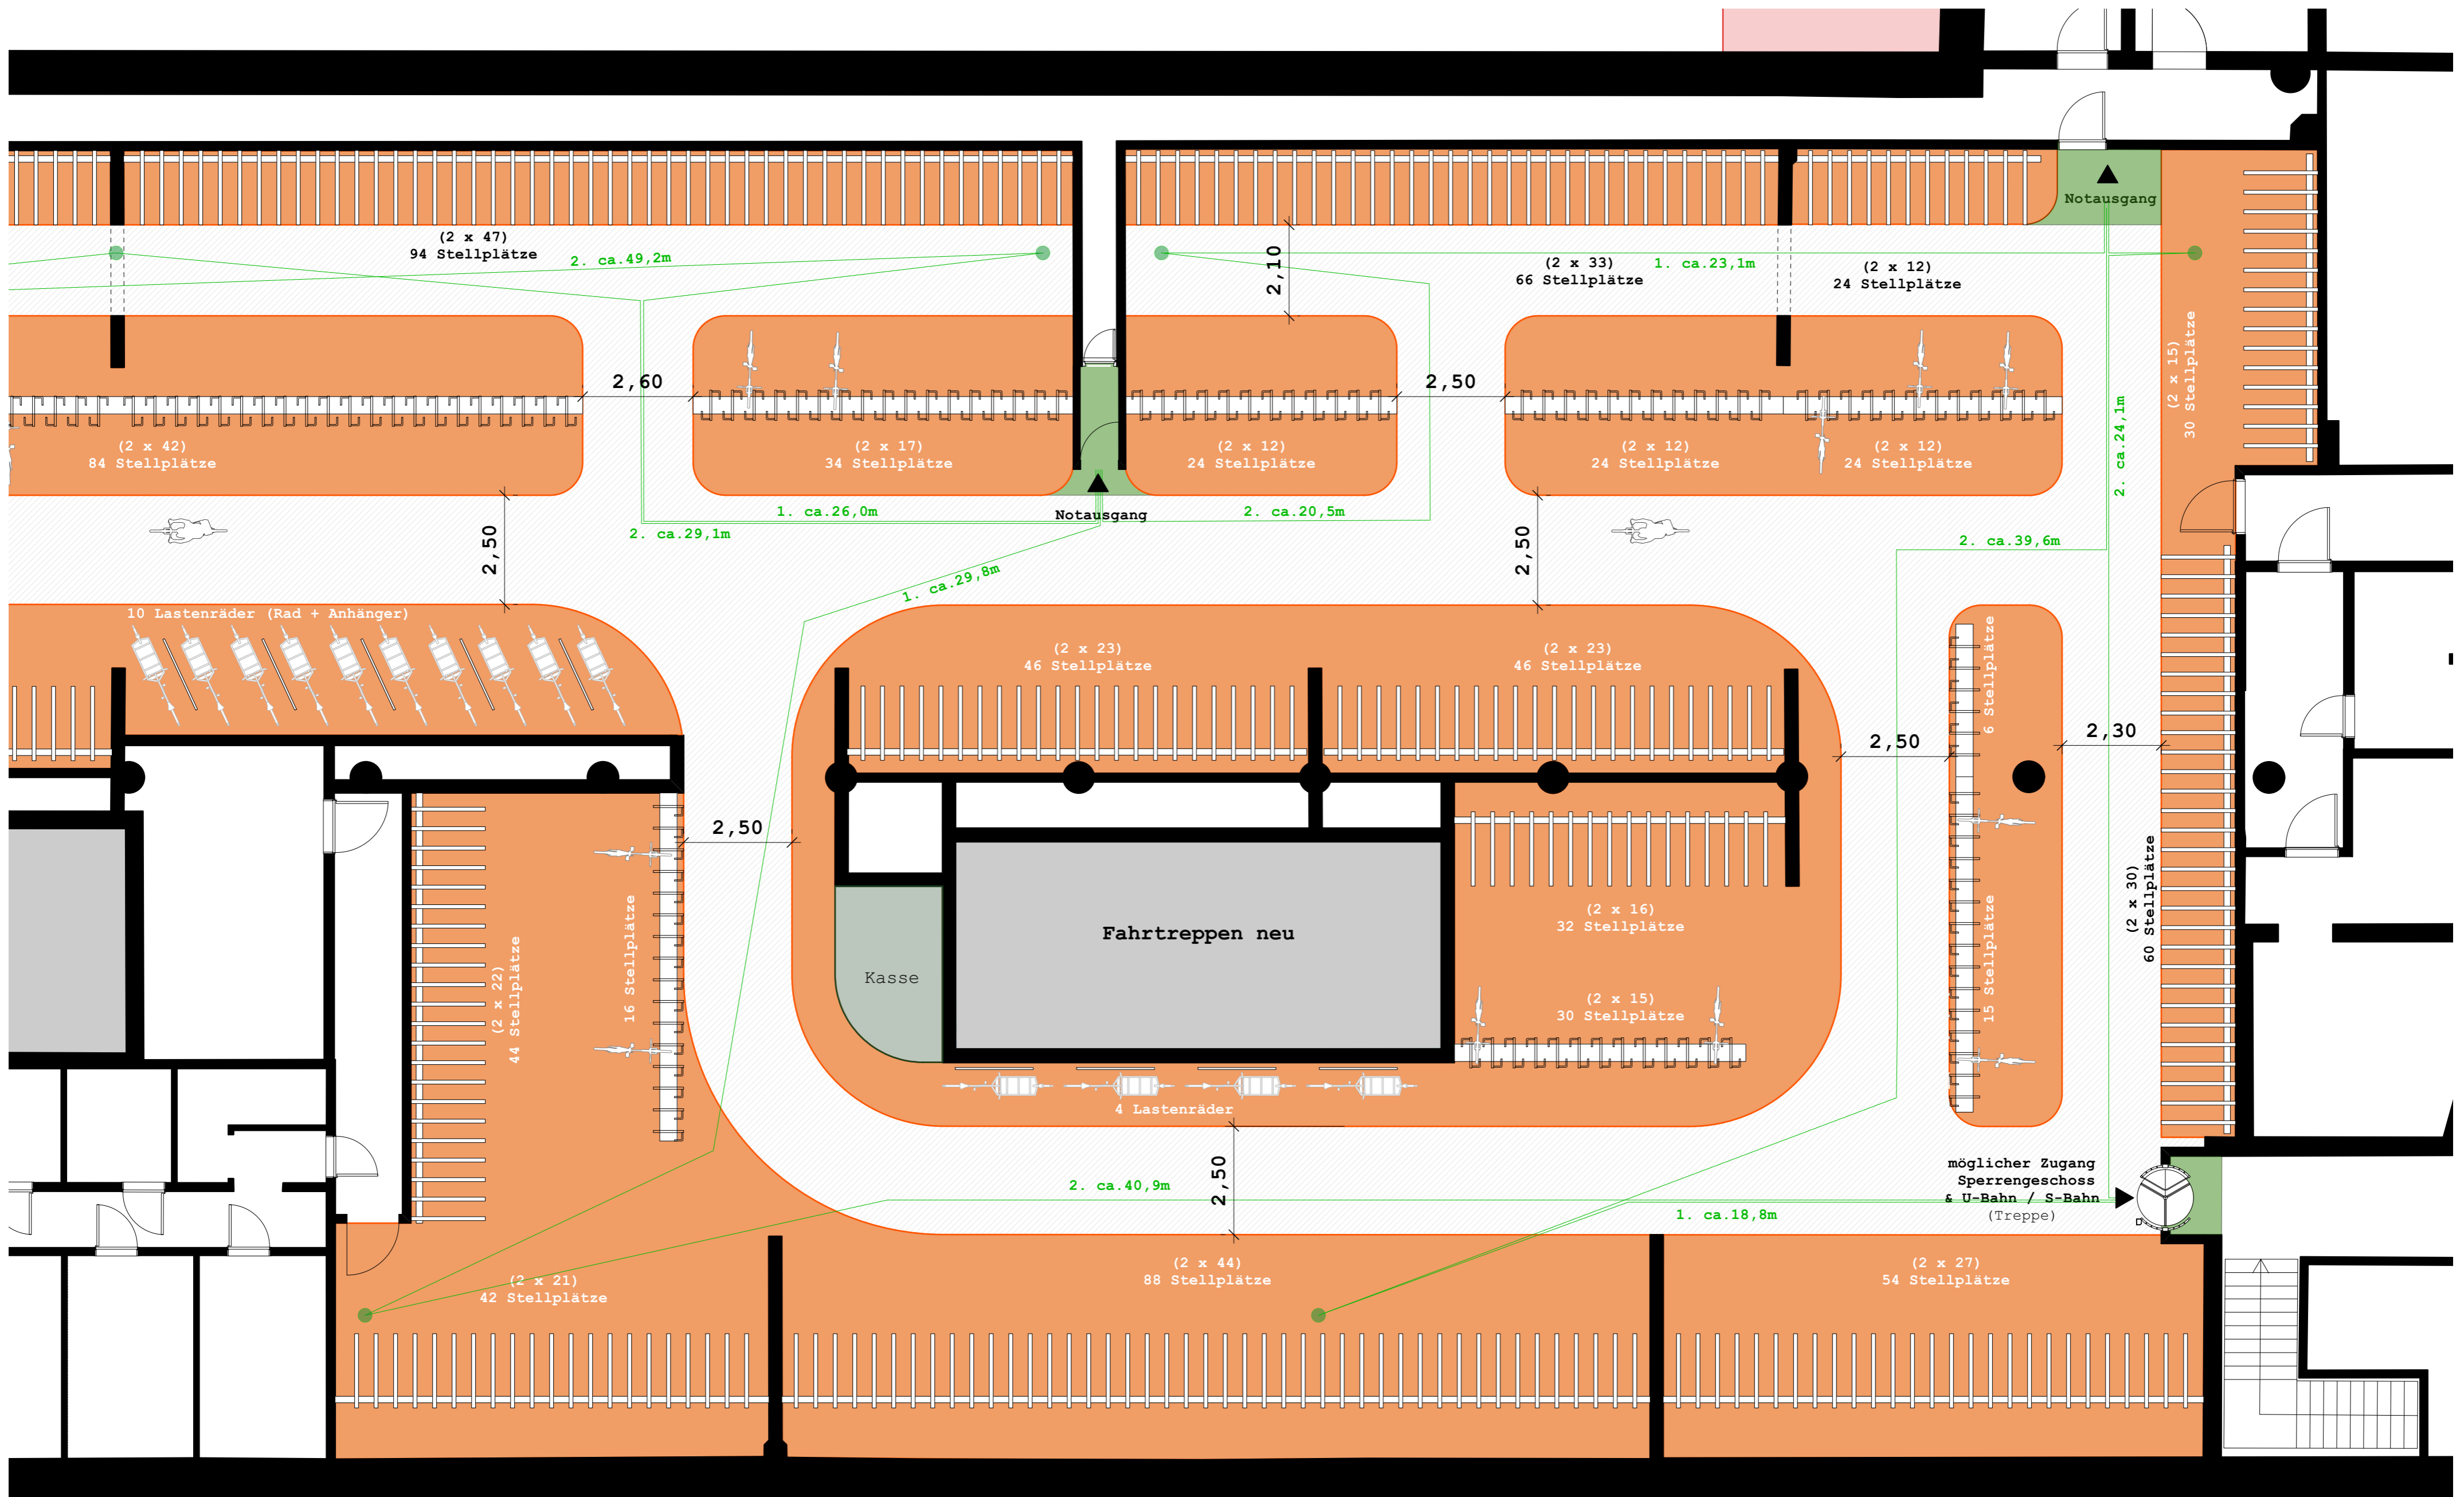 Notausgang
(2 x 47)
94 Stellplätze
2. ca.49,2m
2,10
(2 x 33)
66 Stellplätze
1. ca.23,1m
(2 x 12)
24 Stellplätze
(2 x 15)
30 Stellplätze
2,60
2,50
2. ca.24,1m
(2 x 42)
84 Stellplätze
(2 x 17)
34 Stellplätze
(2 x 12)
24 Stellplätze
(2 x 12)
24 Stellplätze
(2 x 12)
24 Stellplätze
1. ca.26,0m
Notausgang
2. ca.20,5m
2. ca.29,1m
2,50
2,50
2. ca.39,6m
1. ca.29,8m
10 Lastenräder (Rad + Anhänger)
(2 x 23)
46 Stellplätze
(2 x 23)
46 Stellplätze
6 Stellplätze
2,50
2,30
2,50
(2 x 30)
60 Stellplätze
(2 x 16)
32 Stellplätze
Fahrtreppen neu
16 Stellplätze
15 Stellplätze
(2 x 22)
44 Stellplätze
Kasse
(2 x 15)
30 Stellplätze
4 Lastenräder
2,50
2. ca.40,9m
möglicher Zugang
Sperrengeschoss
& U-Bahn / S-Bahn
(Treppe)
1. ca.18,8m
(2 x 21)
42 Stellplätze
(2 x 44)
88 Stellplätze
(2 x 27)
54 Stellplätze